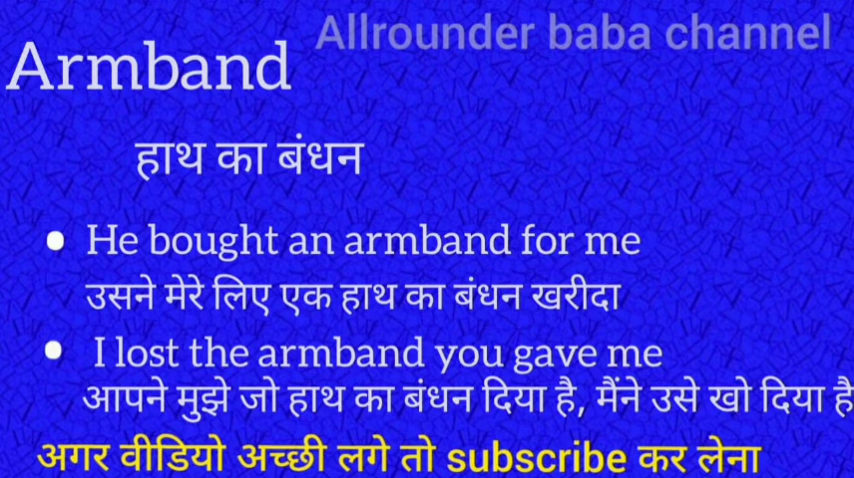 Allrounder baba channel
Armband
हाथ का बंधन
• He bought an armband for me
उसने मेरे लिए एक हाथ का बंधन खरीदा
• I lost the armband you gave me
आपने मुझे जो हाथ का बंधन दिया है, मैंने उसे खो दिया है
अगर वीडियो अच्छी लगे तो subscribe कर लेना